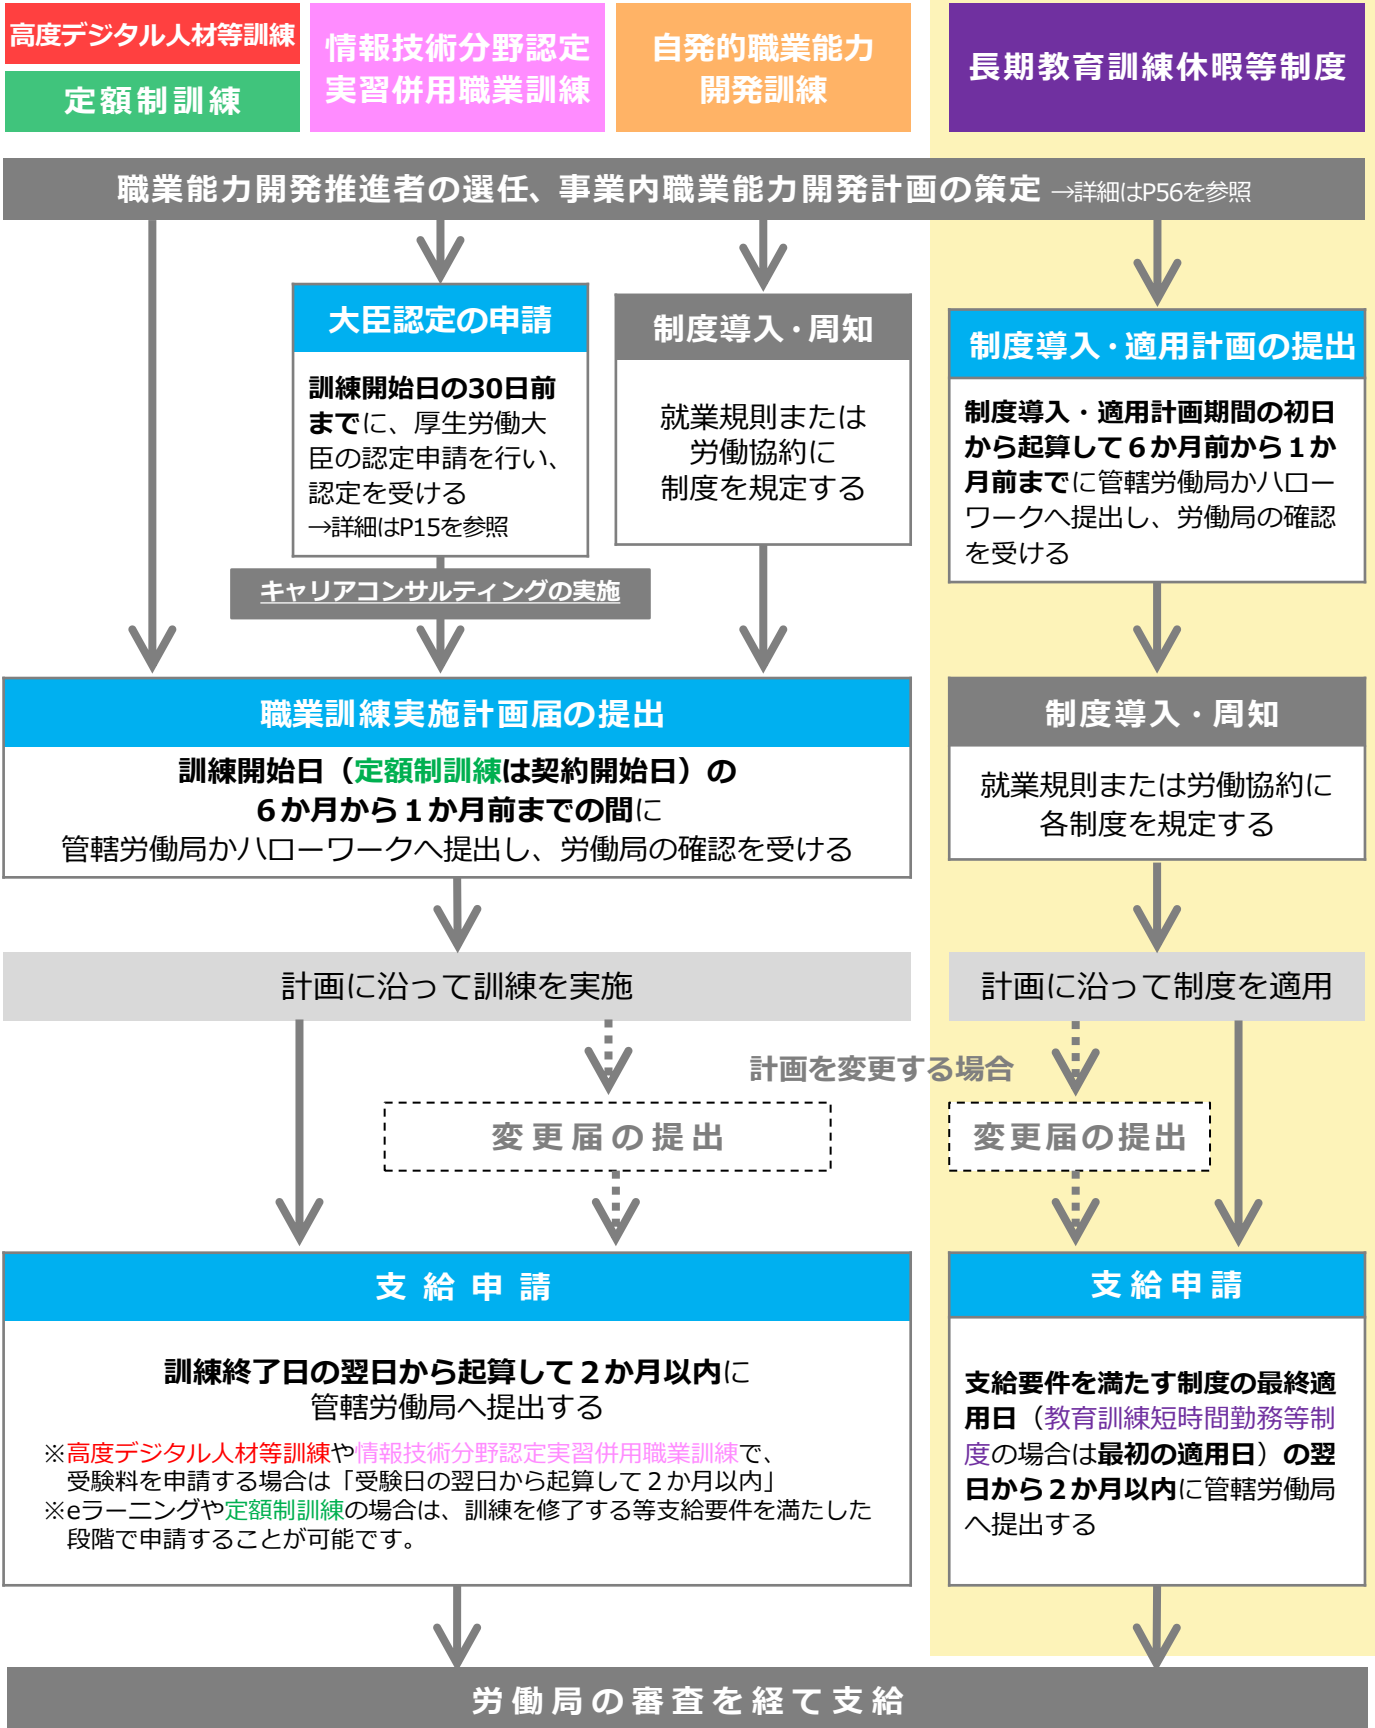 高度デジタル人材等訓練
定額制訓練
情報技術分野認定
実習併用職業訓練
自発的職業能力
開発訓練
長期教育訓練休暇等制度
職業能力開発推進者の選任、事業内職業能力開発計画の策定 →詳細はP56を参照
大臣認定の申請
訓練開始日の30日前
までに、厚生労働大
臣の認定申請を行い、
認定を受ける
→詳細はP15を参照
制度導入・周知
就業規則または
労働協約に
制度を規定する
制度導入・適用計画の提出
制度導入・適用計画期間の初日
から起算して６か月前から１か
月前までに管轄労働局かハロー
ワークへ提出し、労働局の確認
を受ける
キャリアコンサルティングの実施
職業訓練実施計画届の提出
訓練開始日（定額制訓練は契約開始日）の
６か月から１か月前までの間に
管轄労働局かハローワークへ提出し、労働局の確認を受ける
制度導入・周知
就業規則または労働協約に
各制度を規定する
計画に沿って訓練を実施
計画に沿って制度を適用
計画を変更する場合
変更届の提出
変更届の提出
支給申請
訓練終了日の翌日から起算して２か月以内に
管轄労働局へ提出する
※高度デジタル人材等訓練や情報技術分野認定実習併用職業訓練で、
受験料を申請する場合は「受験日の翌日から起算して２か月以内」
※eラーニングや定額制訓練の場合は、訓練を修了する等支給要件を満たした
段階で申請することが可能です。
支給申請
支給要件を満たす制度の最終適
用日（教育訓練短時間勤務等制
度の場合は最初の適用日）の翌
日から２か月以内に管轄労働局
へ提出する
労働局の審査を経て支給